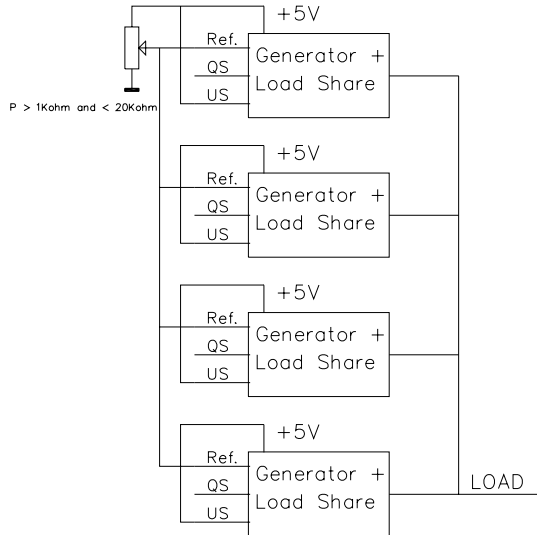 +5V
Ref.
Generator +
QS
Load Share
US
P > 1Kohm and < 20Kohm
+5V
Ref.
Generator +
QS
Load Share
US
+5V
Ref.
Generator +
QS
Load Share
US
+5V
Ref.
Generator +
QS
Load Share
US
LOAD